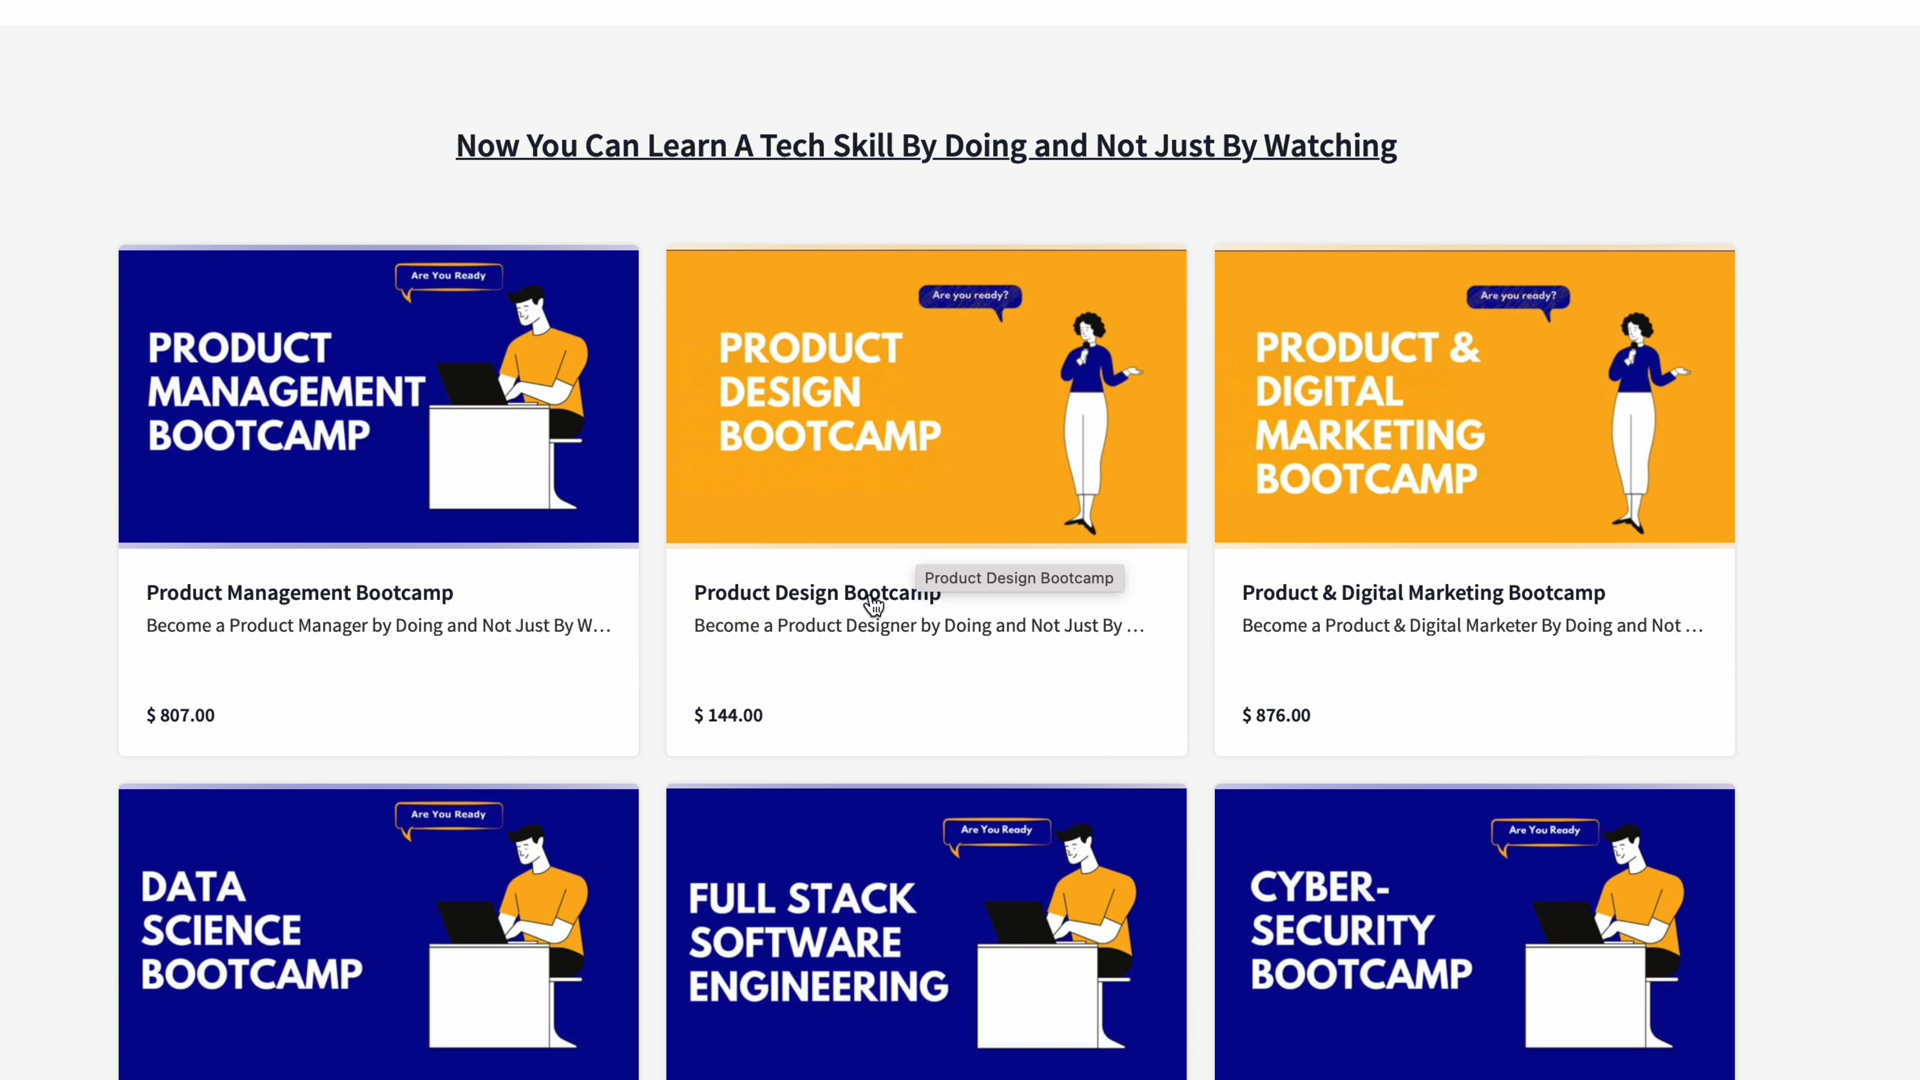 Now You Can Learn A Tech Skill By Doing and Not Just By Watching
Are You Ready
PRODUCT
MANAGEMENT
BOOTCAMP
Are you ready?
PRODUCT
DESIGN
BOOTCAMP
Are you ready?
PRODUCT &
DIGITAL
MARKETING
BOOTCAMP
Product Management Bootcamp
Become a Product Manager by Doing and Not Just By W...
$ 807.00
Product Design Bootcamp
Product Design Bootcamp
Become a Product Designer by Doing and Not Just By ...
$ 144.00
Product & Digital Marketing Bootcamp
Become a Product & Digital Marketer By Doing and Not ...
$ 876.00
Are You Ready
DATA
SCIENCE
BOOTCAMP
Are You Ready
FULL STACK
SOFTWARE
ENGINEERING
Are You Ready
CYBER-
SECURITY
BOOTCAMP